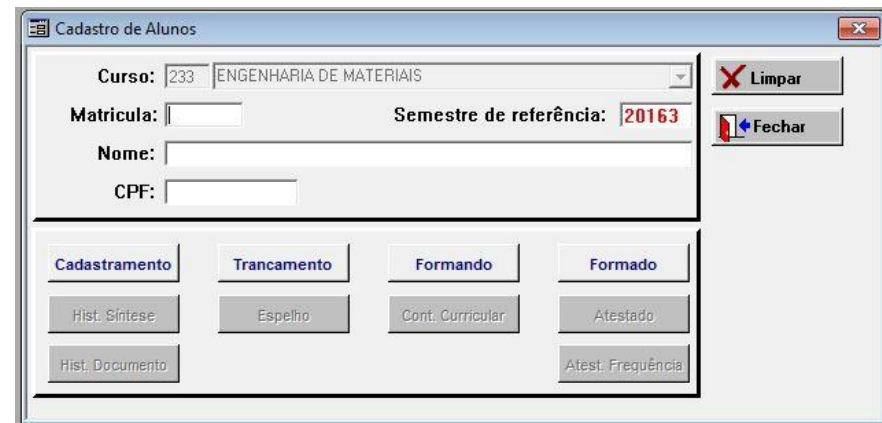 Cadastro de Alunos
Curso: 233 ENGENHARIA DE MATERIAIS
Limpar
Matricula: Semestre de referência: 20163
Fechar
Nome:
CPF:
Cadastramento Trancamento Formando Formado
Hist. Síntese Espelho Cont. Curricular Atestado
Hist. Documento Atest. Frequência